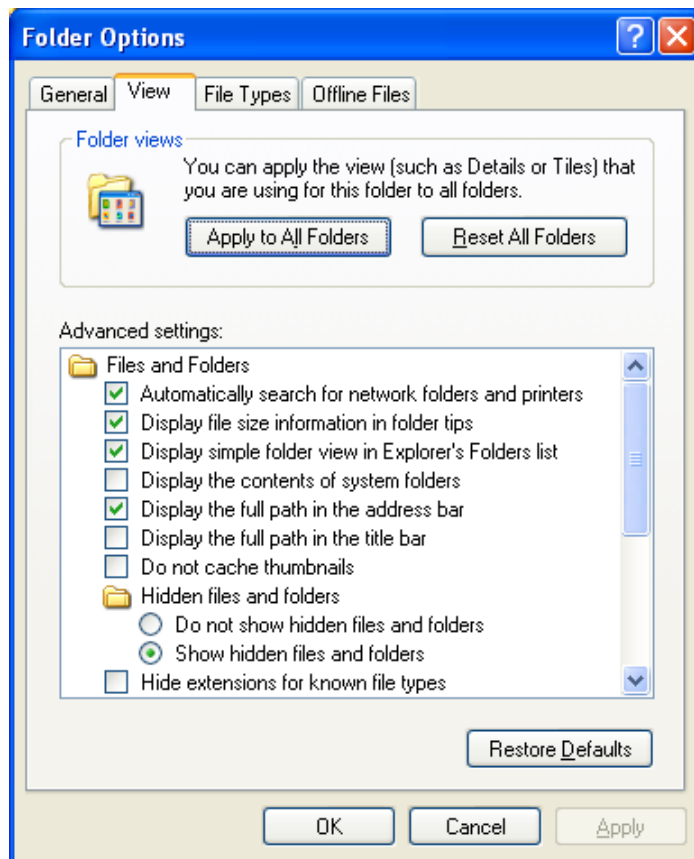 Folder Options
General View File Types Offline Files
Folder views
You can apply the view (such as Details or Tiles) that
you are using for this folder to all folders.
Apply to All Folders Reset All Folders
Advanced settings:
Files and Folders
Automatically search for network folders and printers
Display file size information in folder tips
Display simple folder view in Explorer's Folders list
Display the contents of system folders
Display the full path in the address bar
Display the full path in the title bar
Do not cache thumbnails
Hidden files and folders
Do not show hidden files and folders
Show hidden files and folders
Hide extensions for known file types
Restore Defaults
OK Cancel Apply